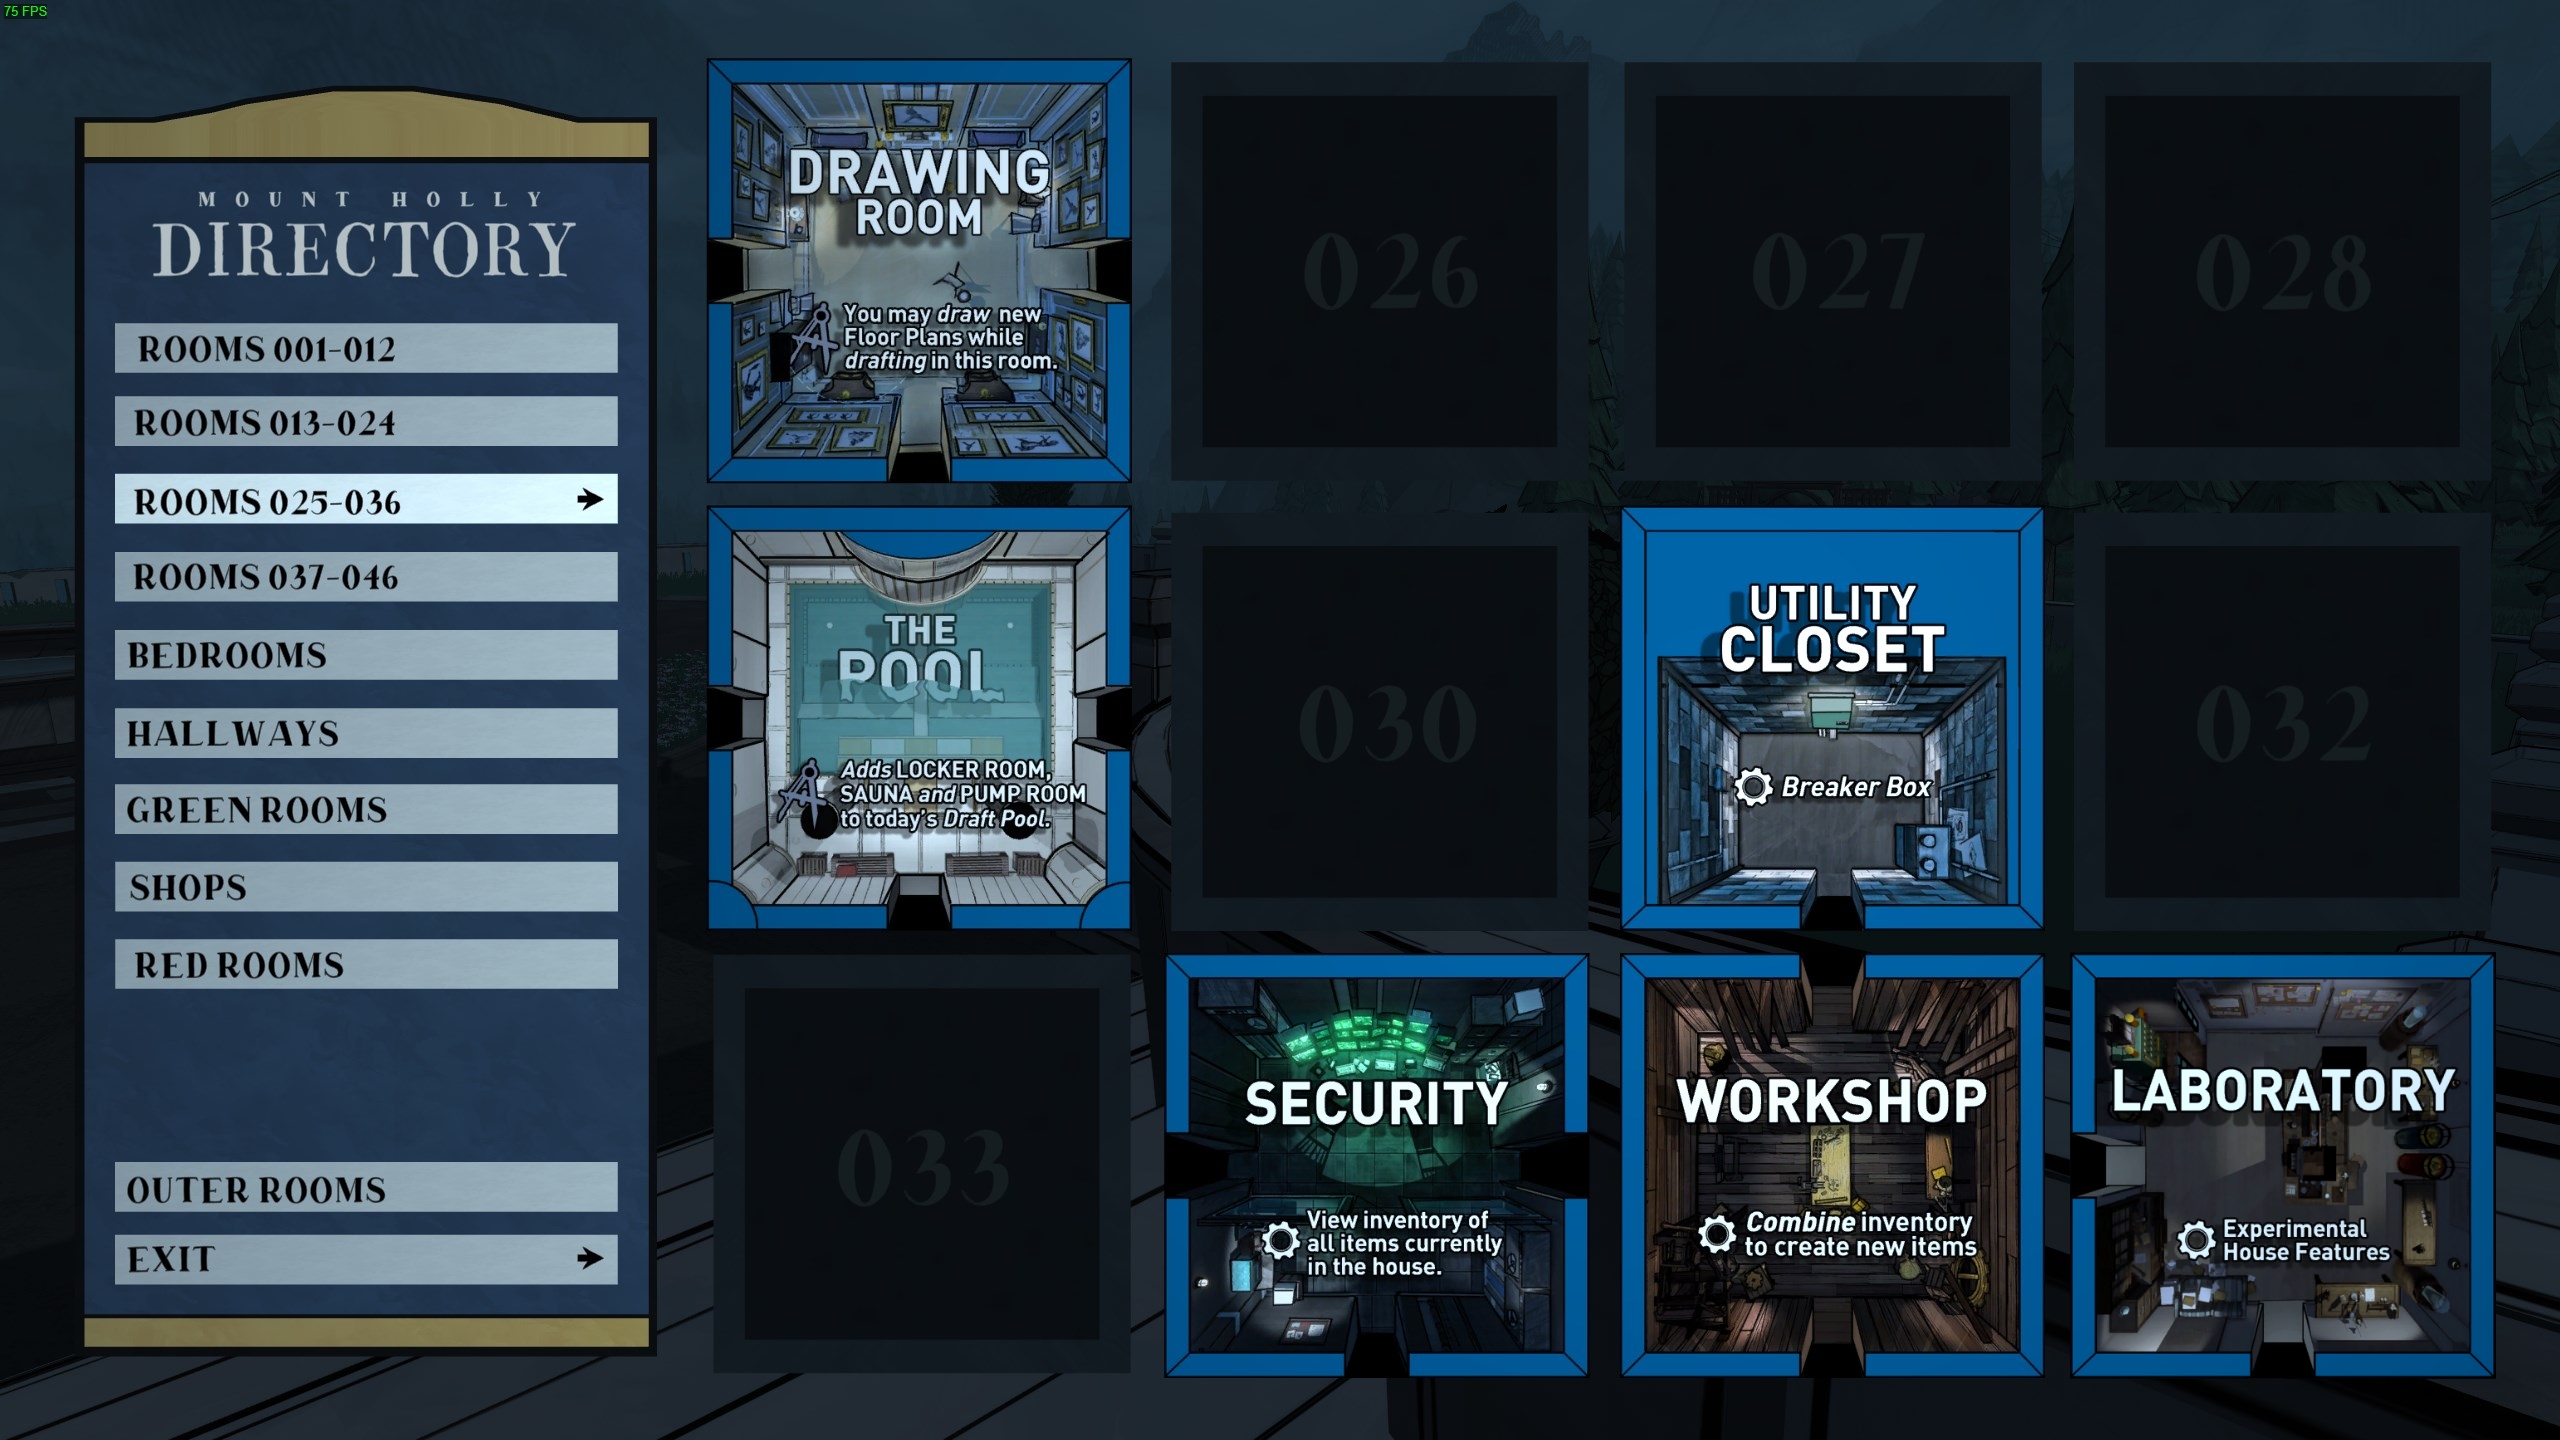 75 FPS
MOUNT HOLLY
DIRECTORY
ROOMS 001-012
ROOMS 013-024
ROOMS 025-036
ROOMS 037-046
BEDROOMS
HALLWAYS
GREEN ROOMS
SHOPS
RED ROOMS
OUTER ROOMS
EXIT
DRAWING
ROOM
You may draw new
Floor Plans while
drafting in this room.
026
027
028
THE
POOL
Adds LOCKER ROOM,
SAUNA and PUMP ROOM
to today's Draft Pool.
030
UTILITY
CLOSET
Breaker Box
032
033
SECURITY
View inventory of
all items currently
in the house.
WORKSHOP
Combine inventory
to create new items
LABORATORY
Experimental
House Features